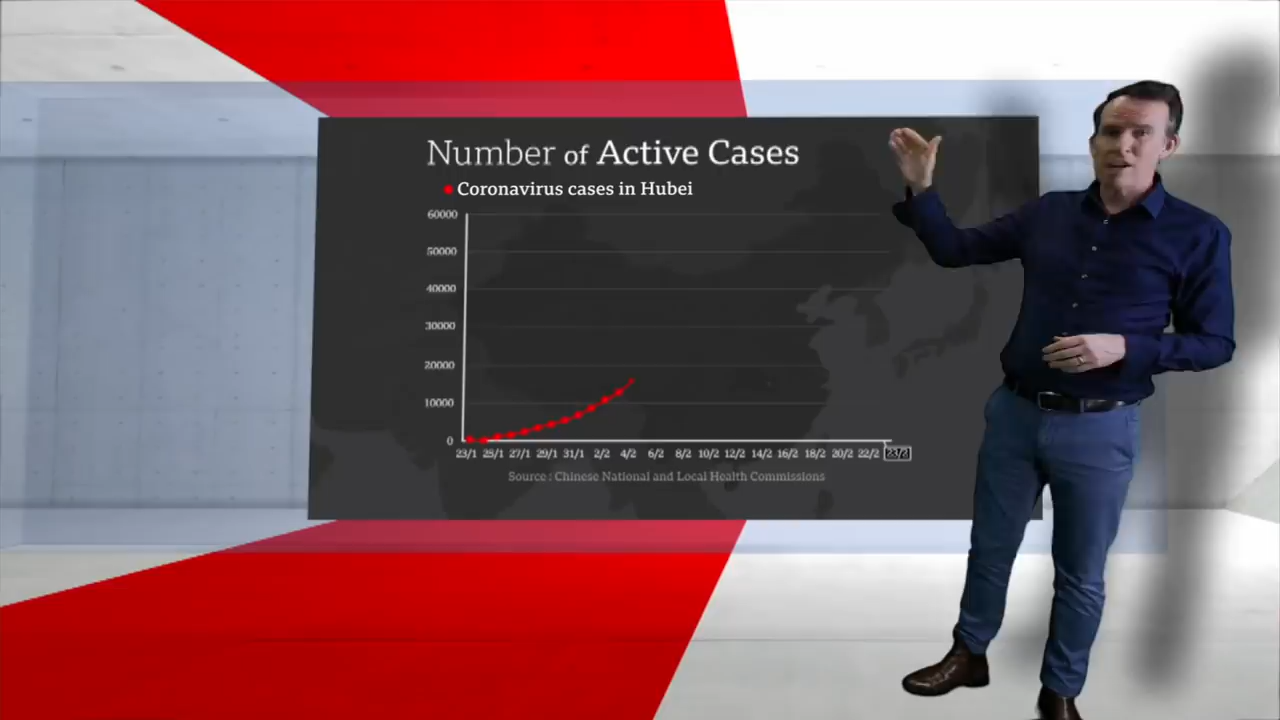 Number of Active Cases
Coronavirus cases in Hubei
60000
50000
40000
30000
20000
10000
0
23/1 25/1 27/1 29/1 31/1 2/2 4/2 6/2 8/2 10/2 12/2 14/2 16/2 18/2 20/2 22/2 23/2
Source : Chinese National and Local Health Commissions